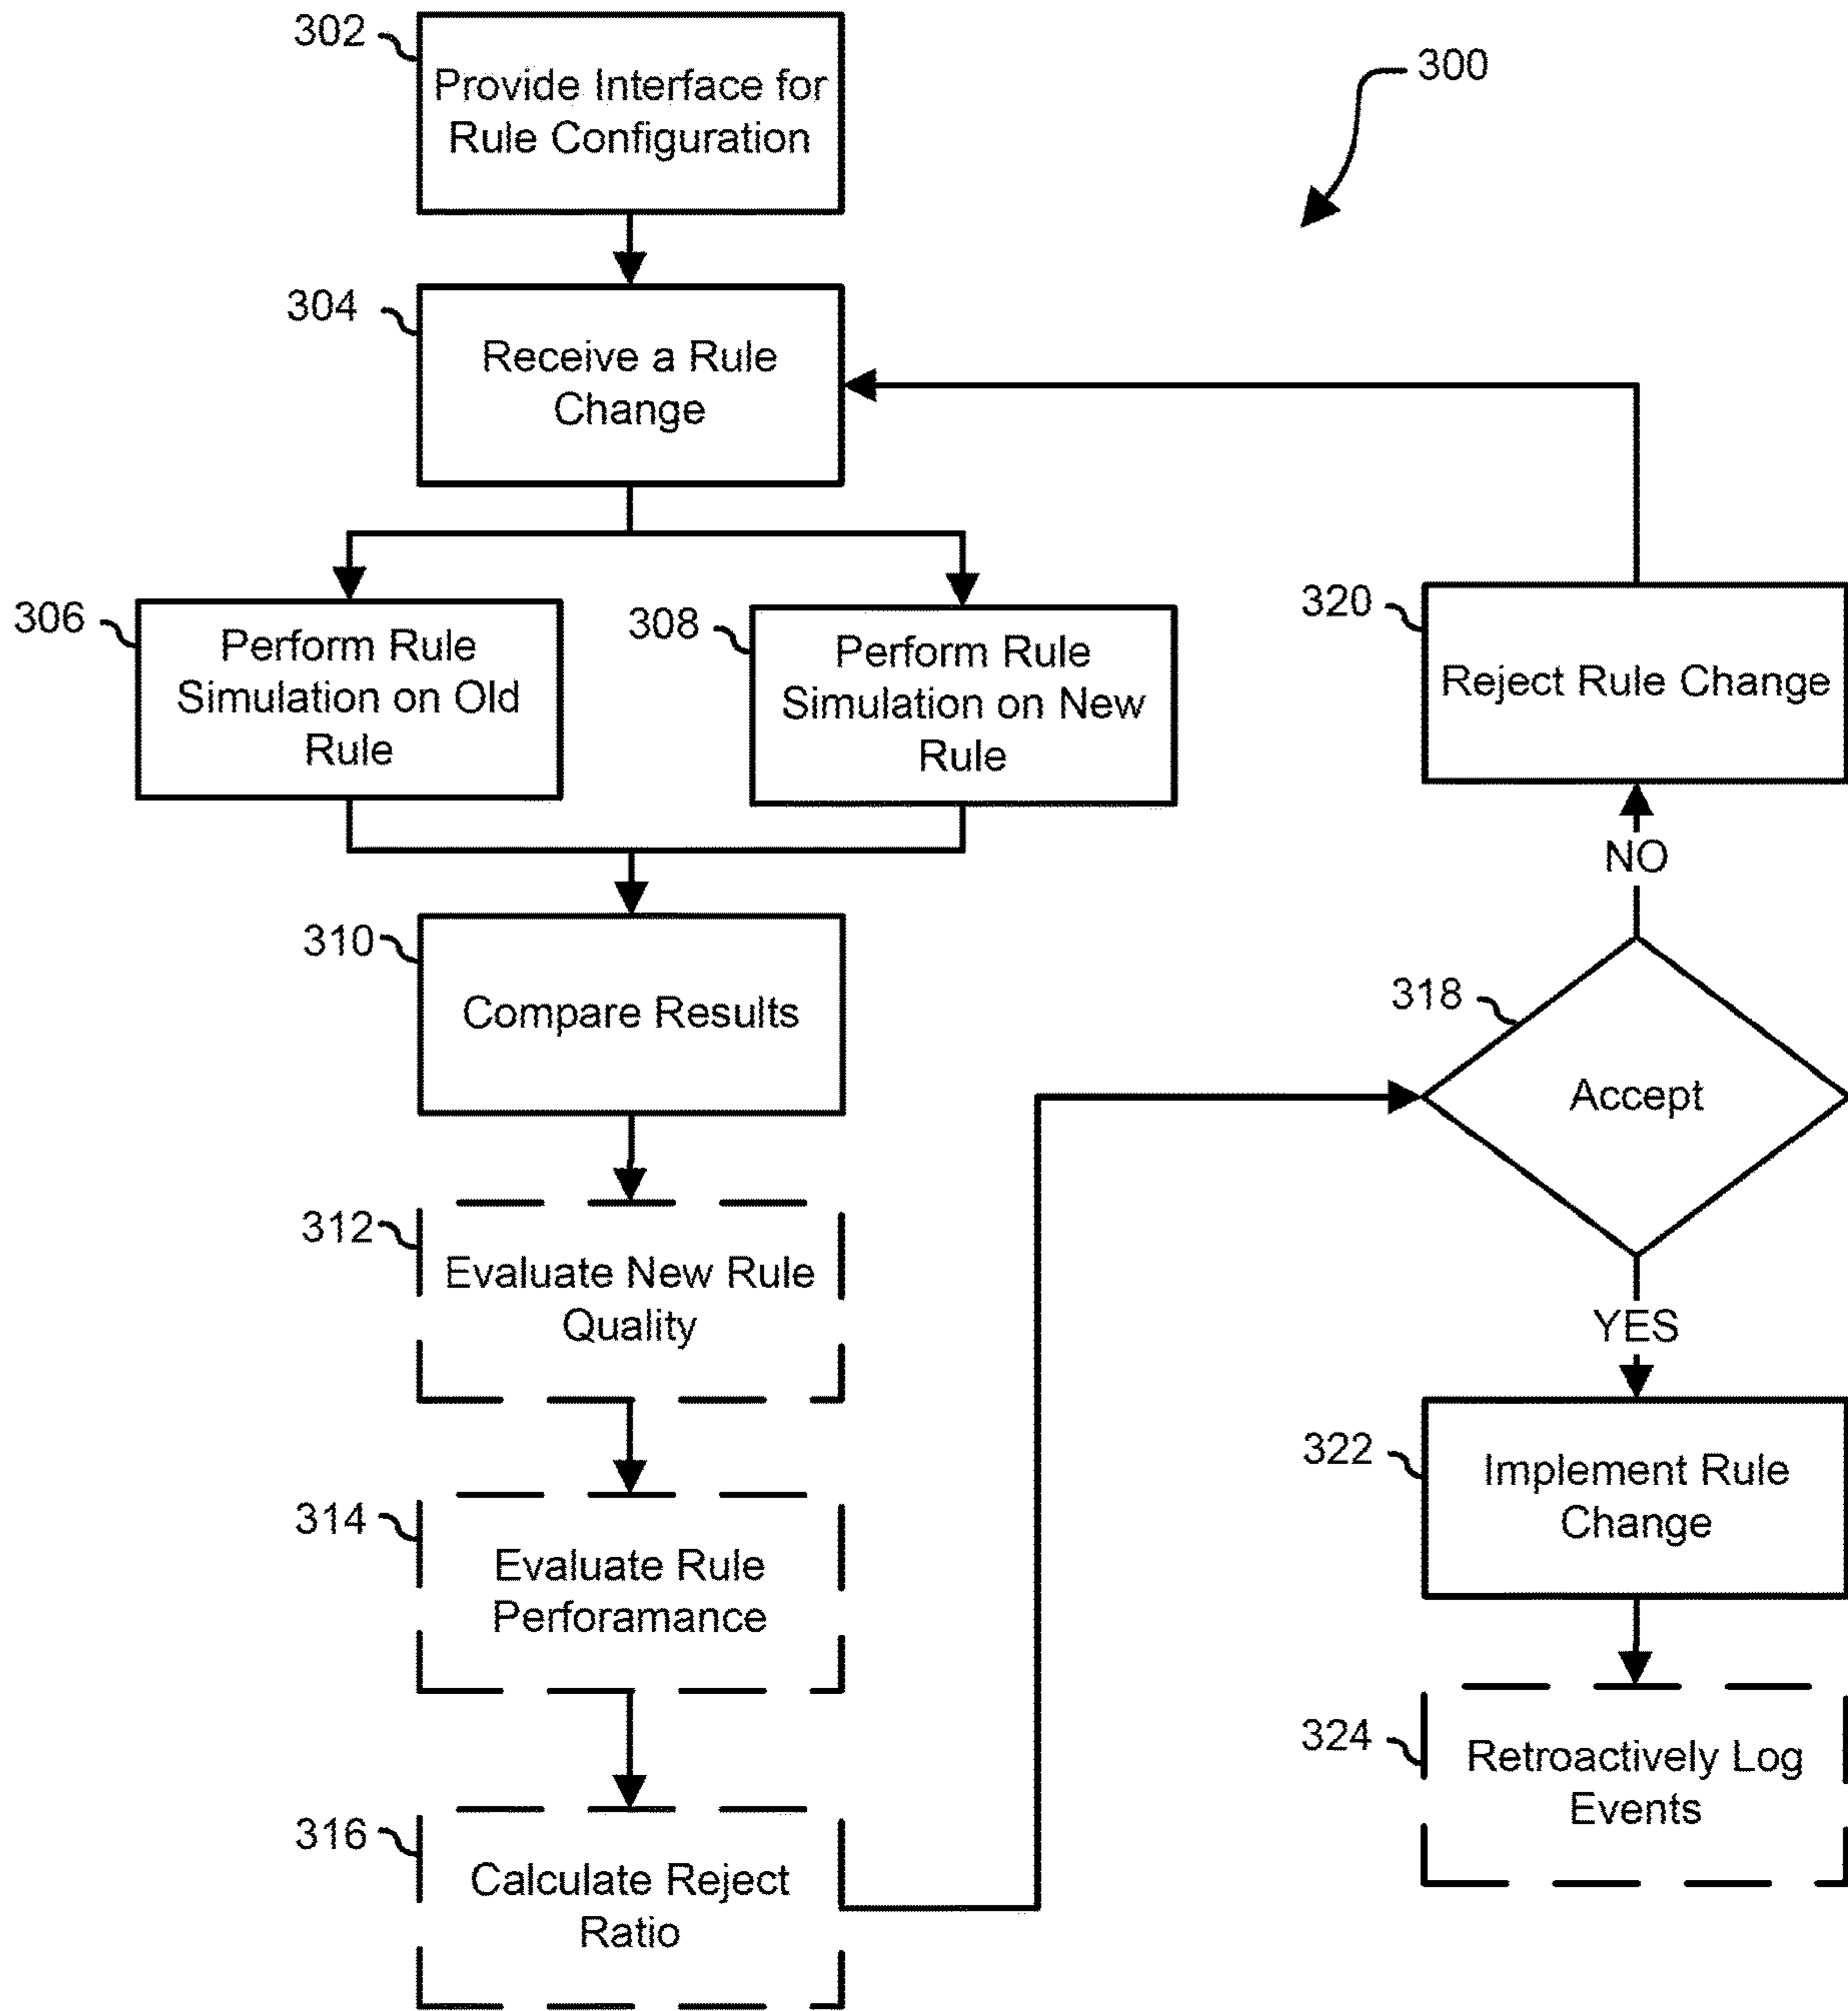 302
Provide Interface for
Rule Configuration
300
304
Receive a Rule
Change
306
Perform Rule
Simulation on Old
Rule
308
Perform Rule
Simulation on New
Rule
310
Compare Results
312
Evaluate New Rule
Quality
314
Evaluate Rule
Perforamance
316
Calculate Reject
Ratio
318
Accept
NO
320
Reject Rule Change
YES
322
Implement Rule
Change
324
Retroactively Log
Events